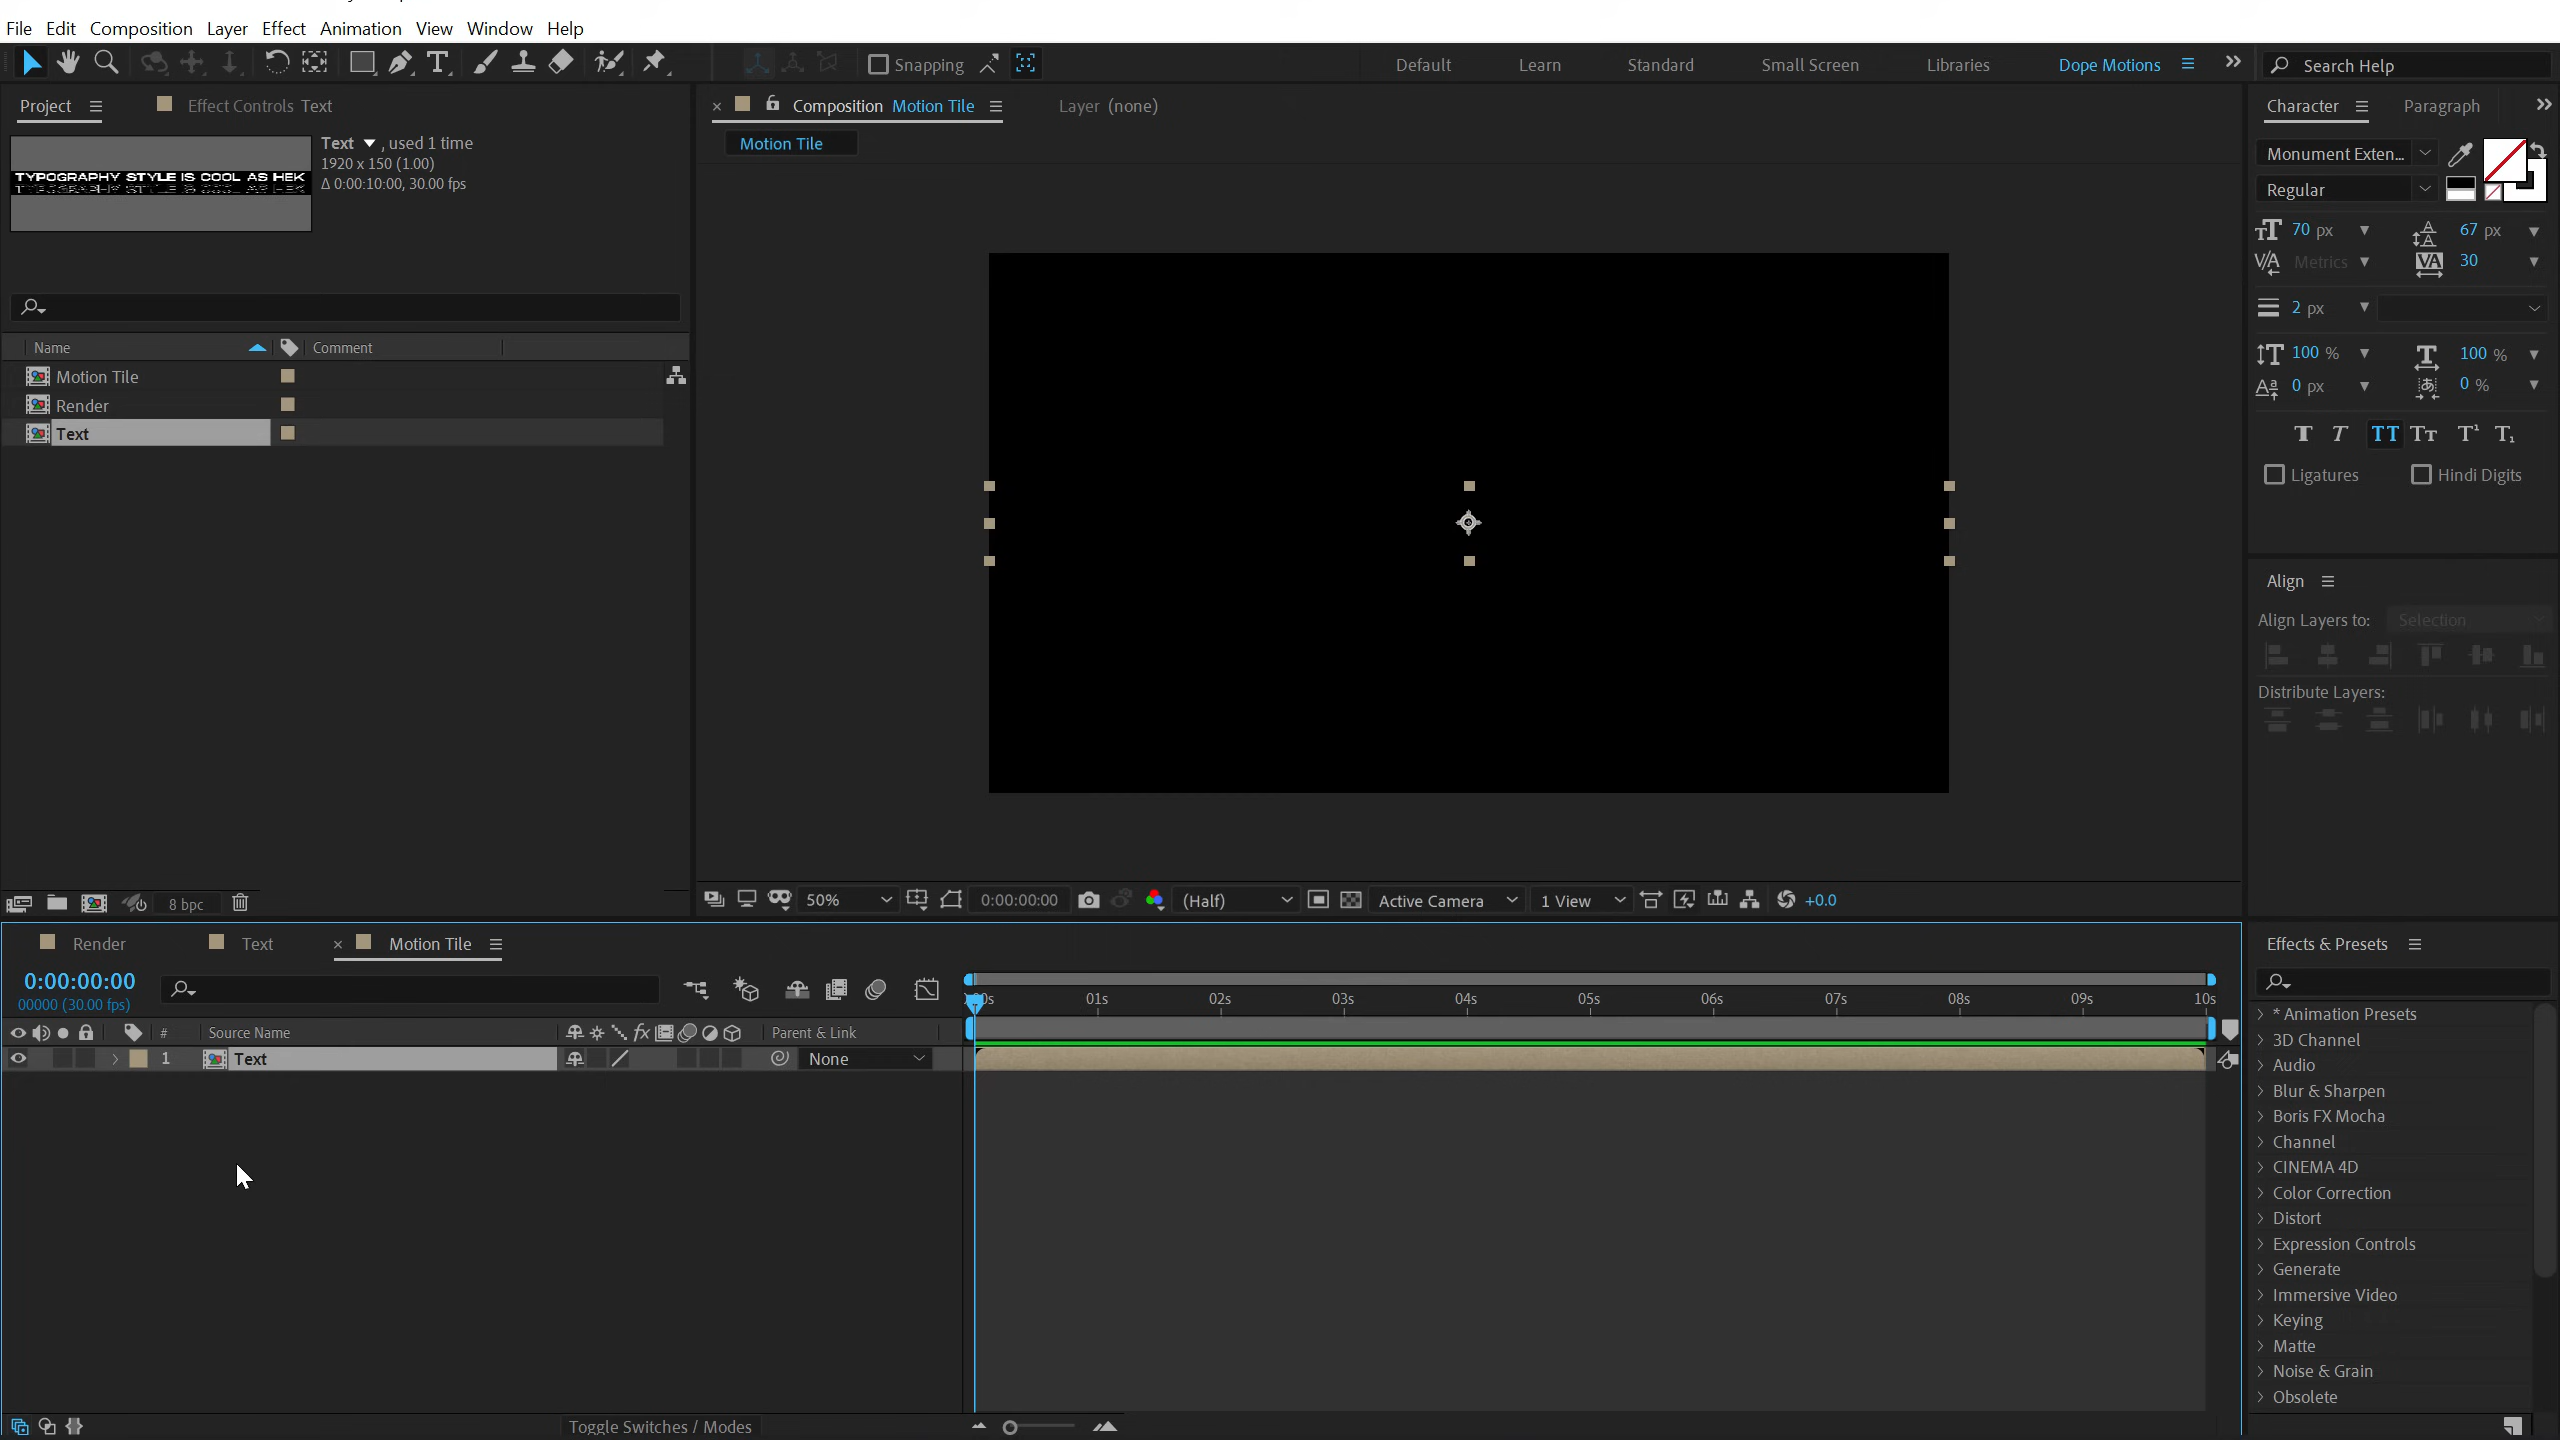 File Edit Composition Layer Effect Animation View Window Help
Snapping
Default Learn Standard Small Screen Libraries Dope Motions
Search Help
Project
Effect Controls Text
Text , used 1 time
1920 x 150 (1.00)
Δ 0:00:10:00, 30.00 fps
TYPOGRAPHY STYLE IS COOL AS HEK
TYPOGRAPHY STYLE IS COOL AS HEK
Name Comment
Motion Tile
Render
Text
8 bpc
Composition Motion Tile
Layer (none)
Motion Tile
50% 0:00:00:00 (Half) Active Camera 1 View +0.0
Character Paragraph
Monument Exten...
Regular
70 px 67 px
Metrics 30
2 px
100 % 100 %
0 px 0 %
Ligatures Hindi Digits
Align
Align Layers to: Selection
Distribute Layers:
Render Text Motion Tile
0:00:00:00
00000 (30.00 fps)
# Source Name Parent & Link
1 Text None
01s 02s 03s 04s 05s 06s 07s 08s 09s 10s
Toggle Switches / Modes
Effects & Presets
* Animation Presets
3D Channel
Audio
Blur & Sharpen
Boris FX Mocha
Channel
CINEMA 4D
Color Correction
Distort
Expression Controls
Generate
Immersive Video
Keying
Matte
Noise & Grain
Obsolete